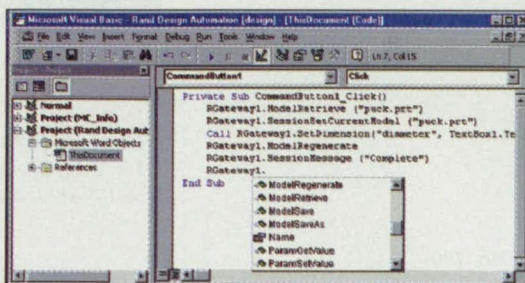 Microsoft Visual Basic - Rand Design Automation [design] - [ThisDocument (Code)]
File Edit View Insert Format Debug Run Tools Window Help
Ln 7, Col 15
CommandButton1 Click
Normal
Project (MC_Info)
Project (Rand Design Aut
Microsoft Word Objects
ThisDocument
References
Private Sub CommandButton1_Click()
RGateway1.ModelRetrieve ("puck.prt")
RGateway1.SessionSetCurrentModel ("puck.prt")
Call RGateway1.SetDimension("diameter", TextBox1.Te
RGateway1.ModelRegenerate
RGateway1.SessionMessage ("Complete")
RGateway1.
End Sub
ModelRegenerate
ModelRetrieve
ModelSave
ModelSaveAs
Name
ParamGetValue
ParamSetValue